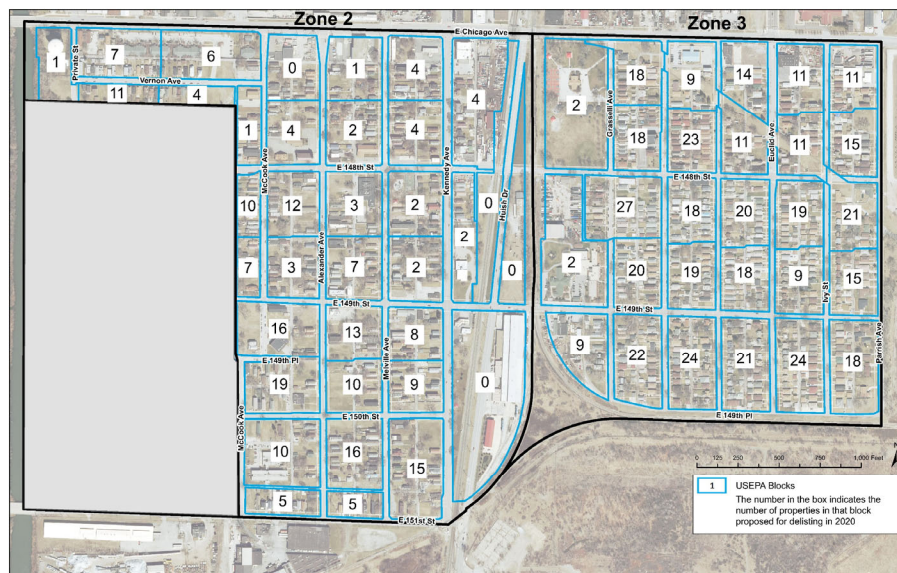 Zone 2
Zone 3
E Chicago Ave
Private St
Vernon Ave
McCook Ave
Alexander Ave
Melville Ave
Kennedy Ave
Huish Dr
Grasselli Ave
Euclid Ave
Ivy St
Parrish Ave
E 148th St
E 148th St
E 149th St
E 149th St
E 149th Pl
E 149th Pl
E 150th St
McCook Ave
E 151st St
1 7 6 0 1 4
11 4
1 4 2 4 4
10 12 3 2 2 0
7 3 7 2 0
16 13 8
19 10 9 0
10 16 15
5 5
2 18 9 14 11 11
18 23 11 11 15
27 18 20 19 21
2 20 19 18 9 15
9 22 24 21 24 18
0 125 250 500 750 1,000 Feet
N
1 USEPA Blocks
The number in the box indicates the
number of properties in that block
proposed for delisting in 2020